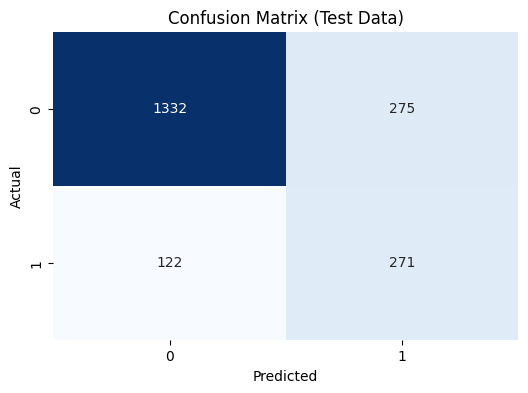 Confusion Matrix (Test Data)
Actual
0
1332
275
1
122
271
0
1
Predicted